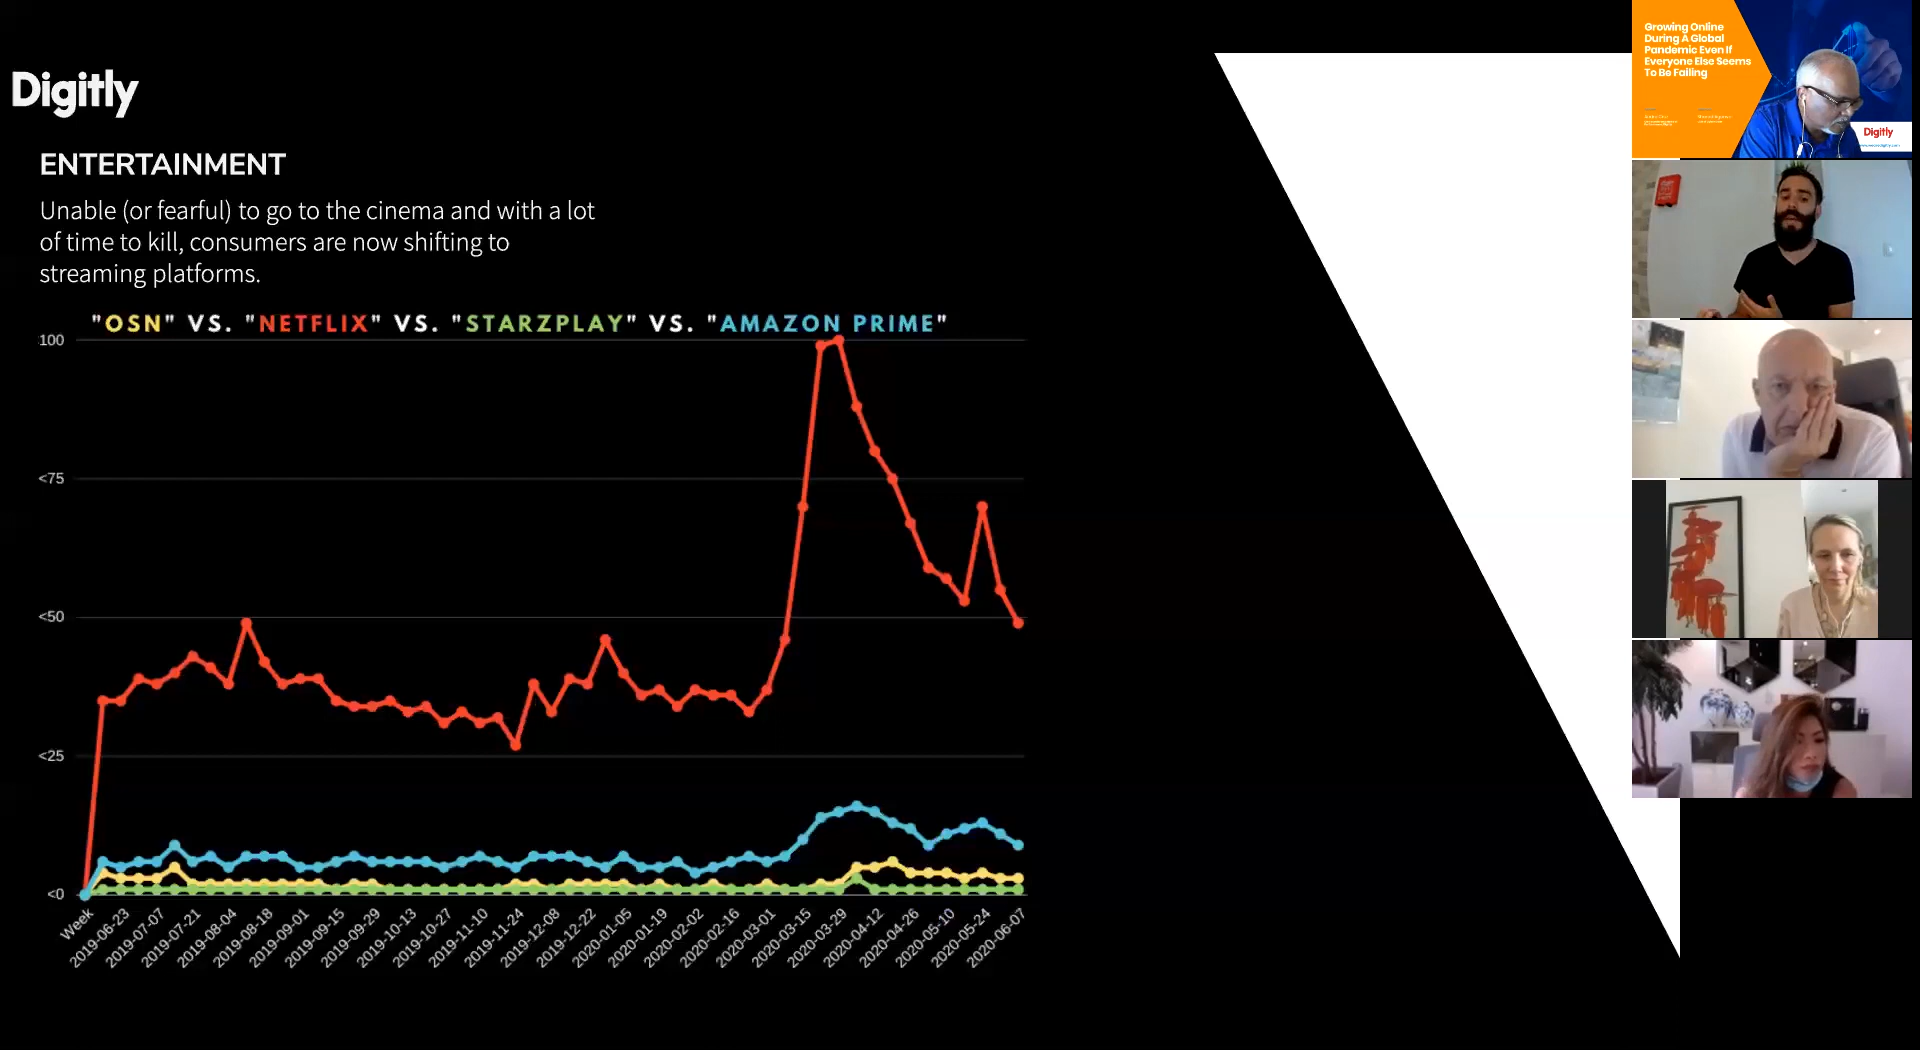 Digitly
ENTERTAINMENT
Unable (or fearful) to go to the cinema and with a lot
of time to kill, consumers are now shifting to
streaming platforms.
"OSN" VS. "NETFLIX" VS. "STARZPLAY" VS. "AMAZON PRIME"
100
<75
<50
<25
<0
Week
2019-06-23
2019-07-07
2019-07-21
2019-08-04
2019-08-18
2019-09-01
2019-09-15
2019-09-29
2019-10-13
2019-10-27
2019-11-10
2019-11-24
2019-12-08
2019-12-22
2020-01-05
2020-01-19
2020-02-02
2020-02-16
2020-03-01
2020-03-15
2020-03-29
2020-04-12
2020-04-26
2020-05-10
2020-05-24
2020-06-07
Growing Online
During A Global
Pandemic Even If
Everyone Else Seems
To Be Failing
Digitly